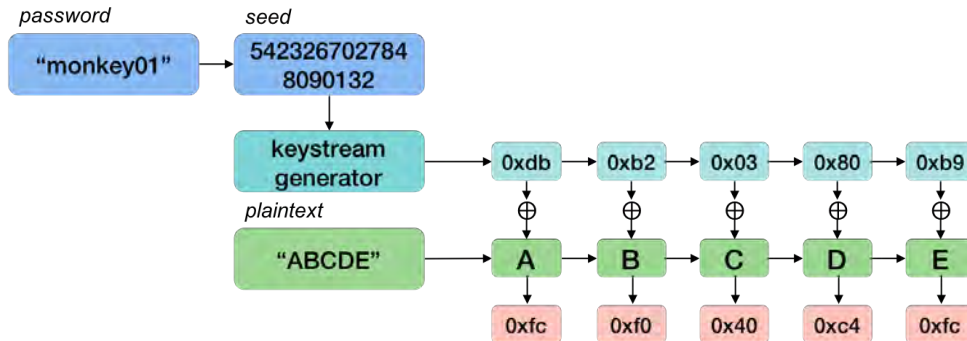 password seed
“monkey01” 542326702784
8090132
keystream
generator 0xdb 0xb2 0x03 0x80 0xb9
plaintext
“ABCDE” A B C D E
0xfc 0xf0 0x40 0xc4 0xfc